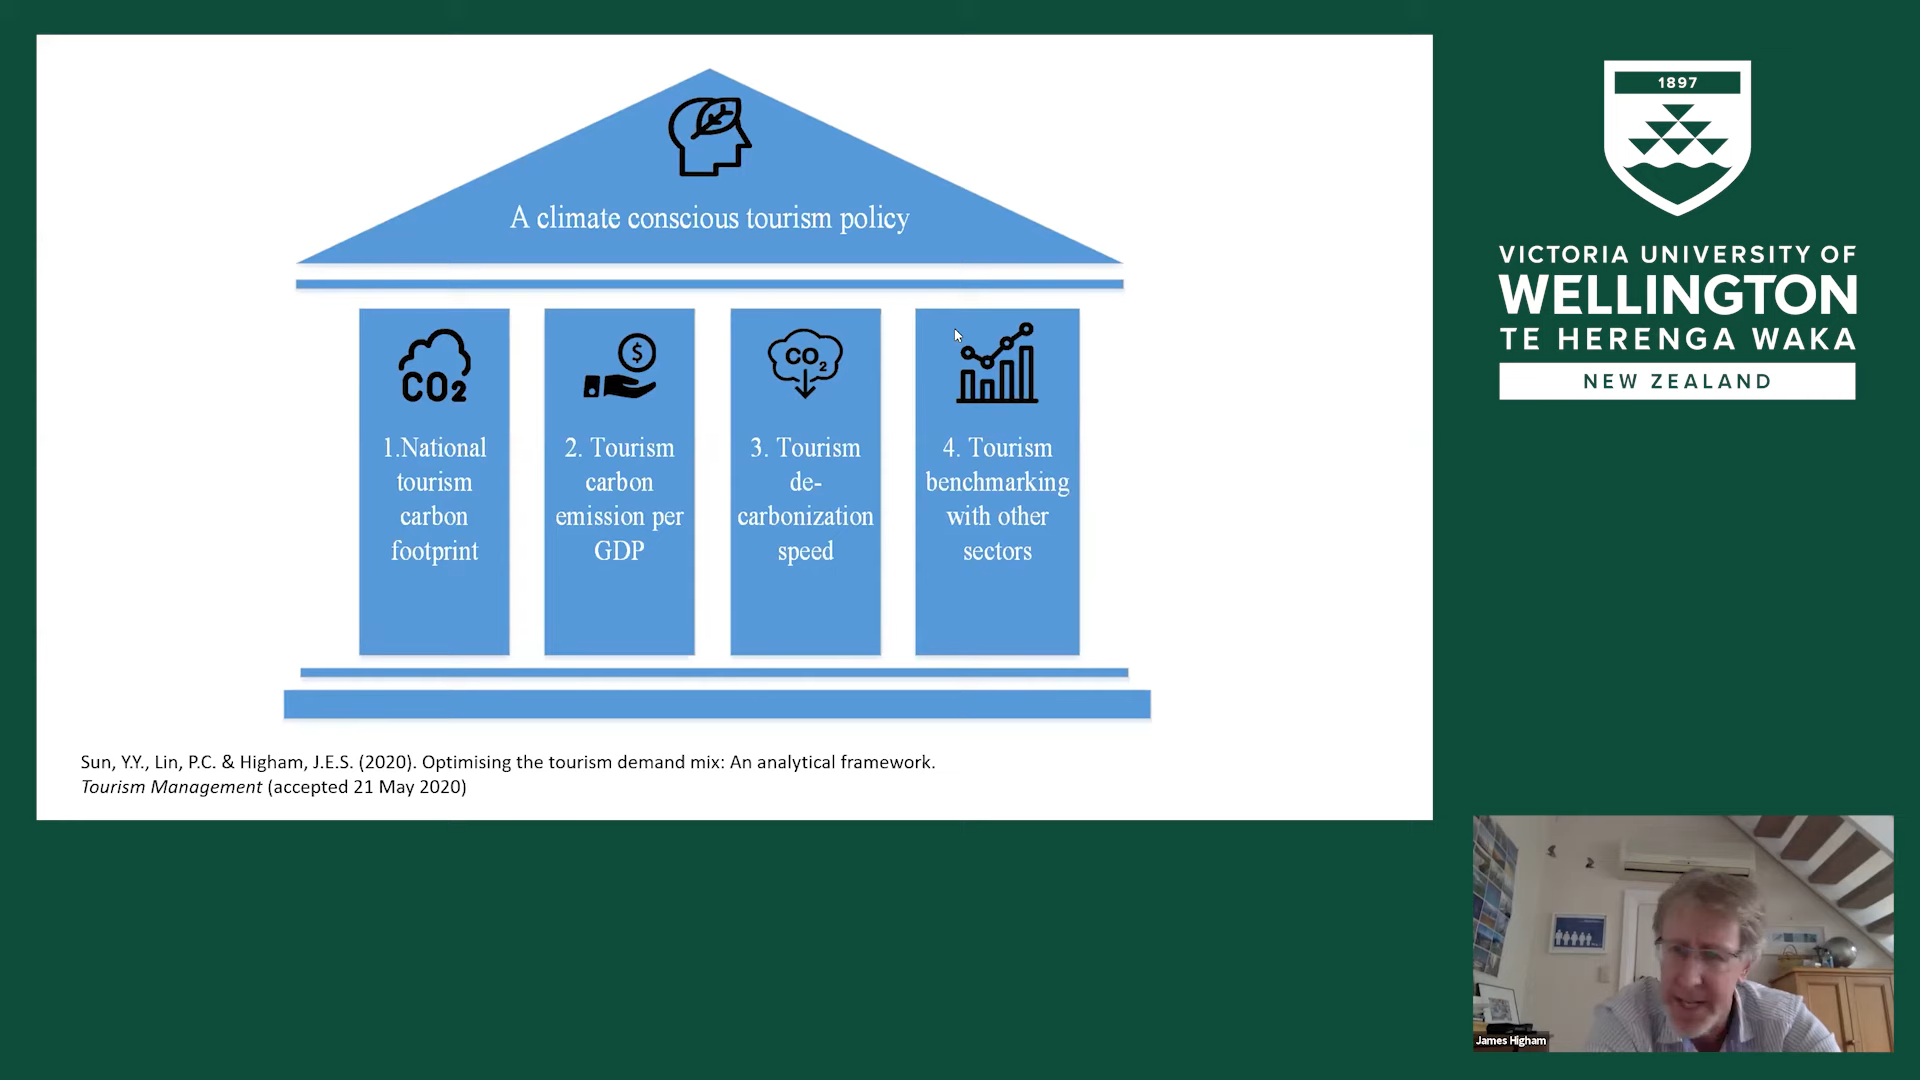 A climate conscious tourism policy
CO2
1.National
tourism
carbon
footprint
$
2. Tourism
carbon
emission per
GDP
CO2
3. Tourism
de-
carbonization
speed
4. Tourism
benchmarking
with other
sectors
Sun, Y.Y., Lin, P.C. & Higham, J.E.S. (2020). Optimising the tourism demand mix: An analytical framework.
Tourism Management (accepted 21 May 2020)
1897
VICTORIA UNIVERSITY OF
WELLINGTON
TE HERENGA WAKA
NEW ZEALAND
James Higham